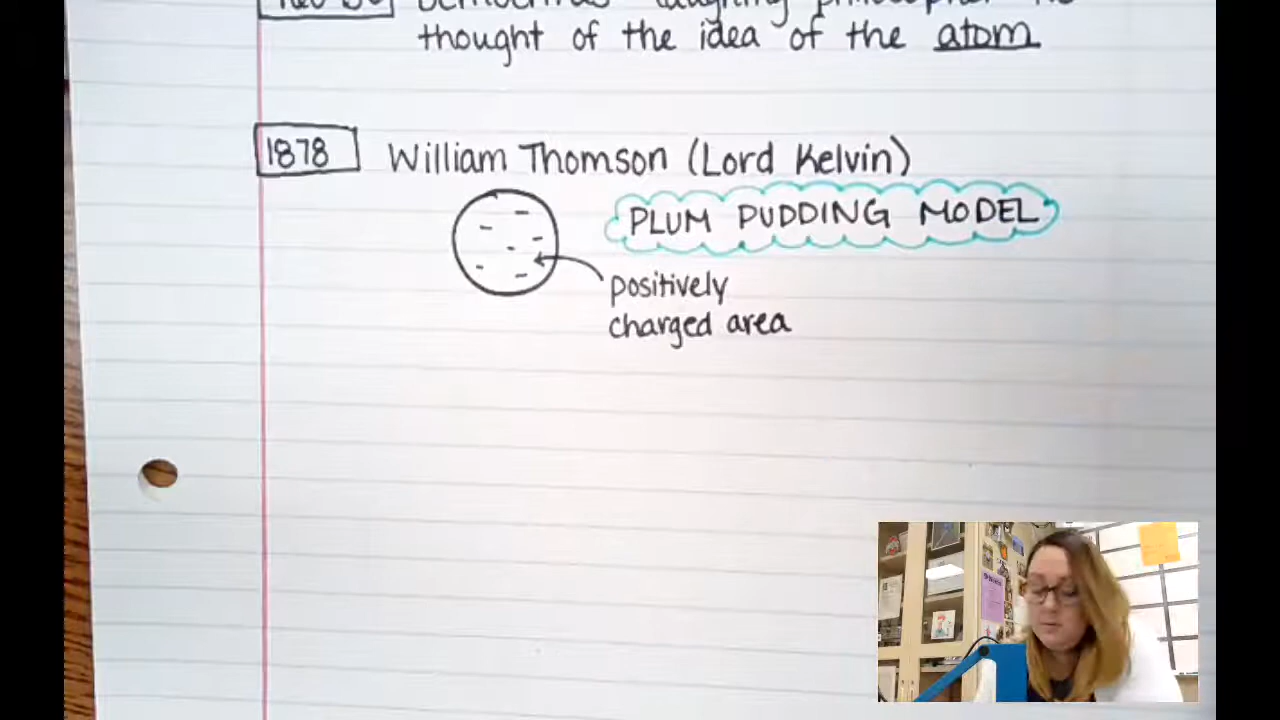 thought of the idea of the atom
1878 William Thomson (Lord Kelvin)
PLUM PUDDING MODEL
positively
charged area